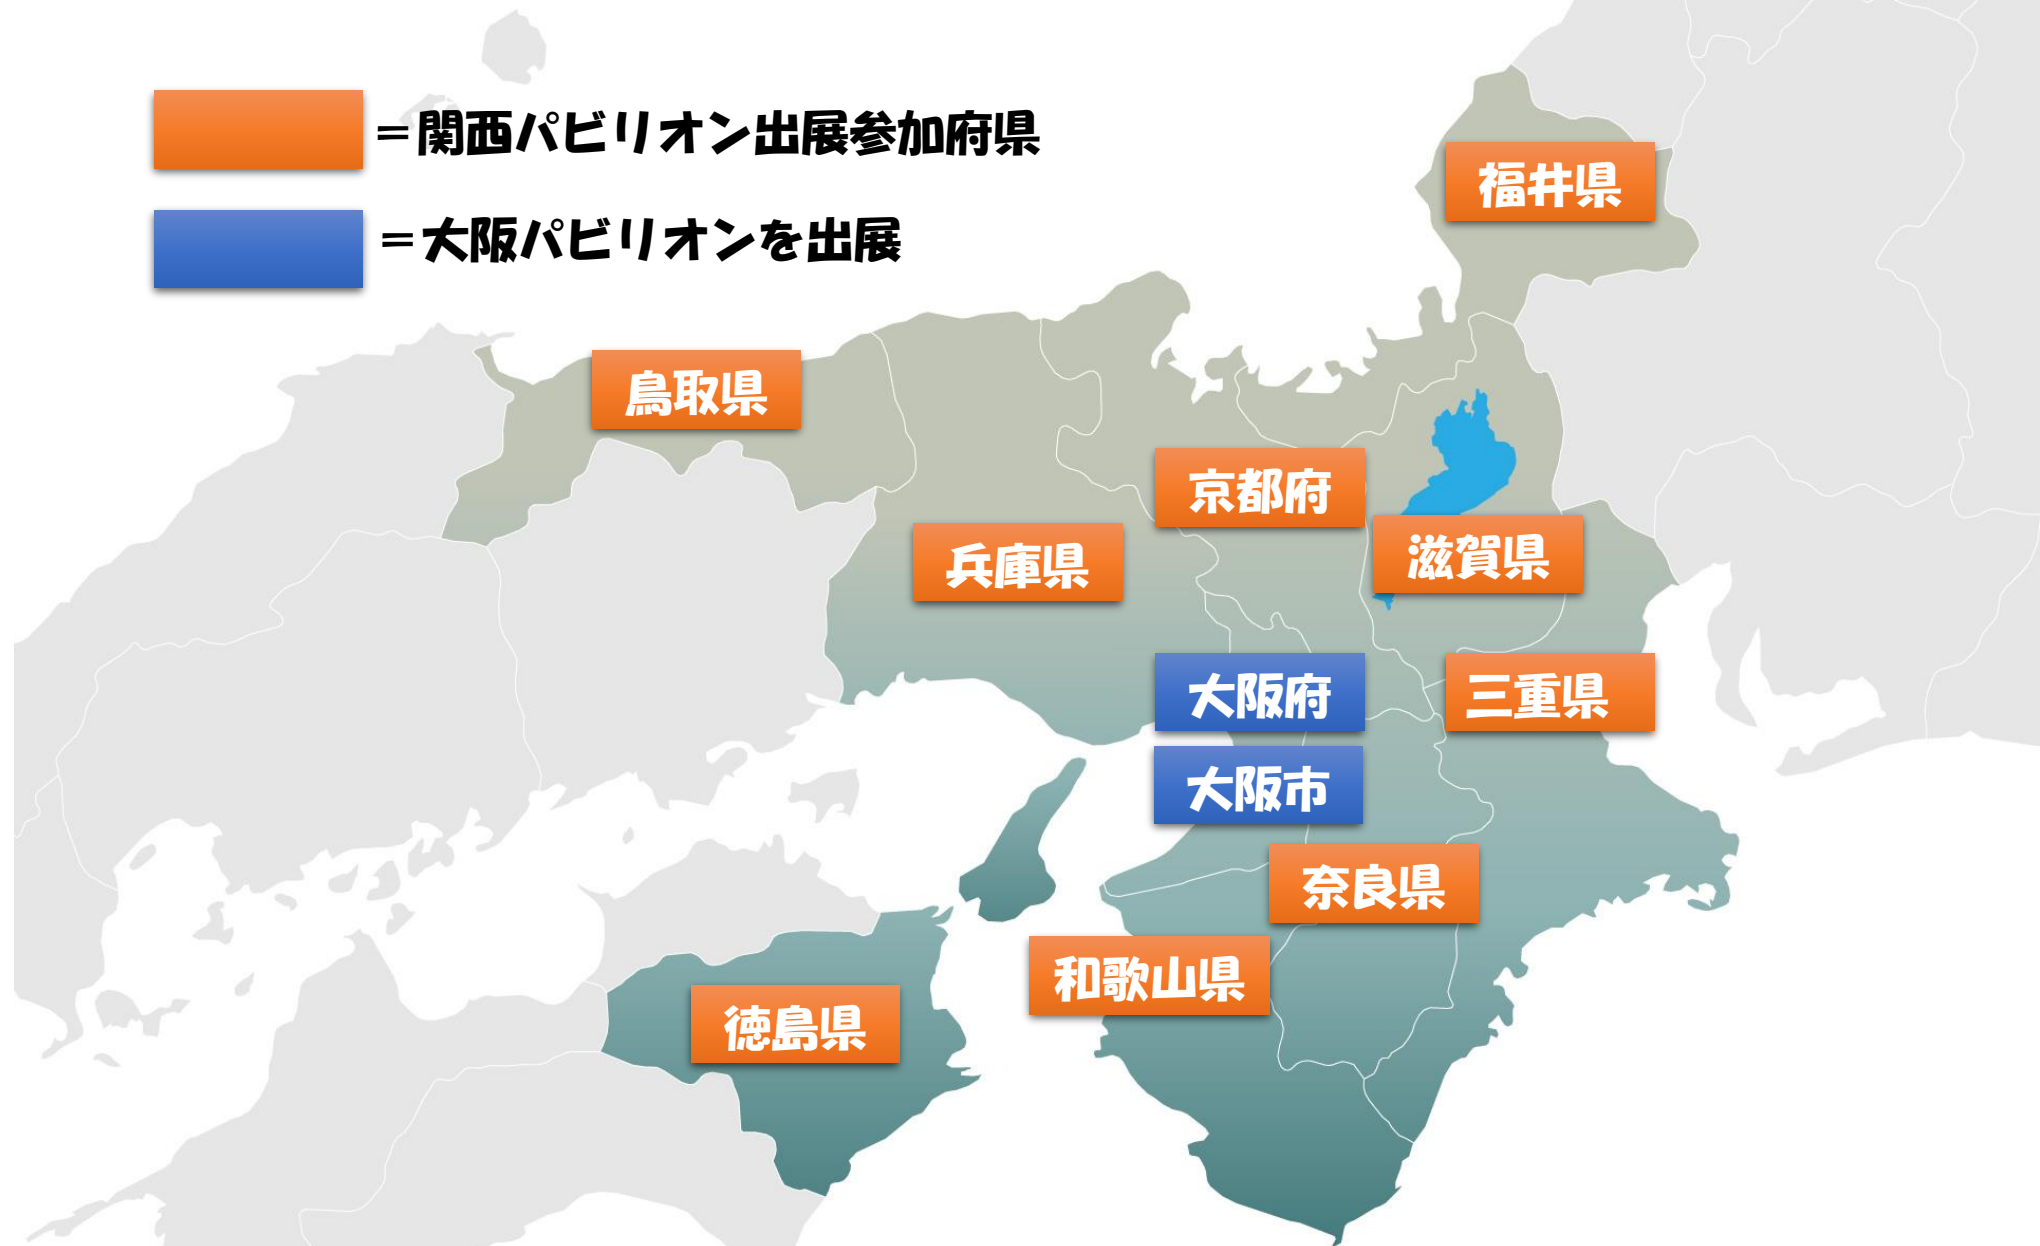 =関西パビリオン出展参加府県
=大阪パビリオンを出展
福井県
鳥取県
京都府
兵庫県
滋賀県
大阪府
三重県
大阪市
奈良県
和歌山県
徳島県